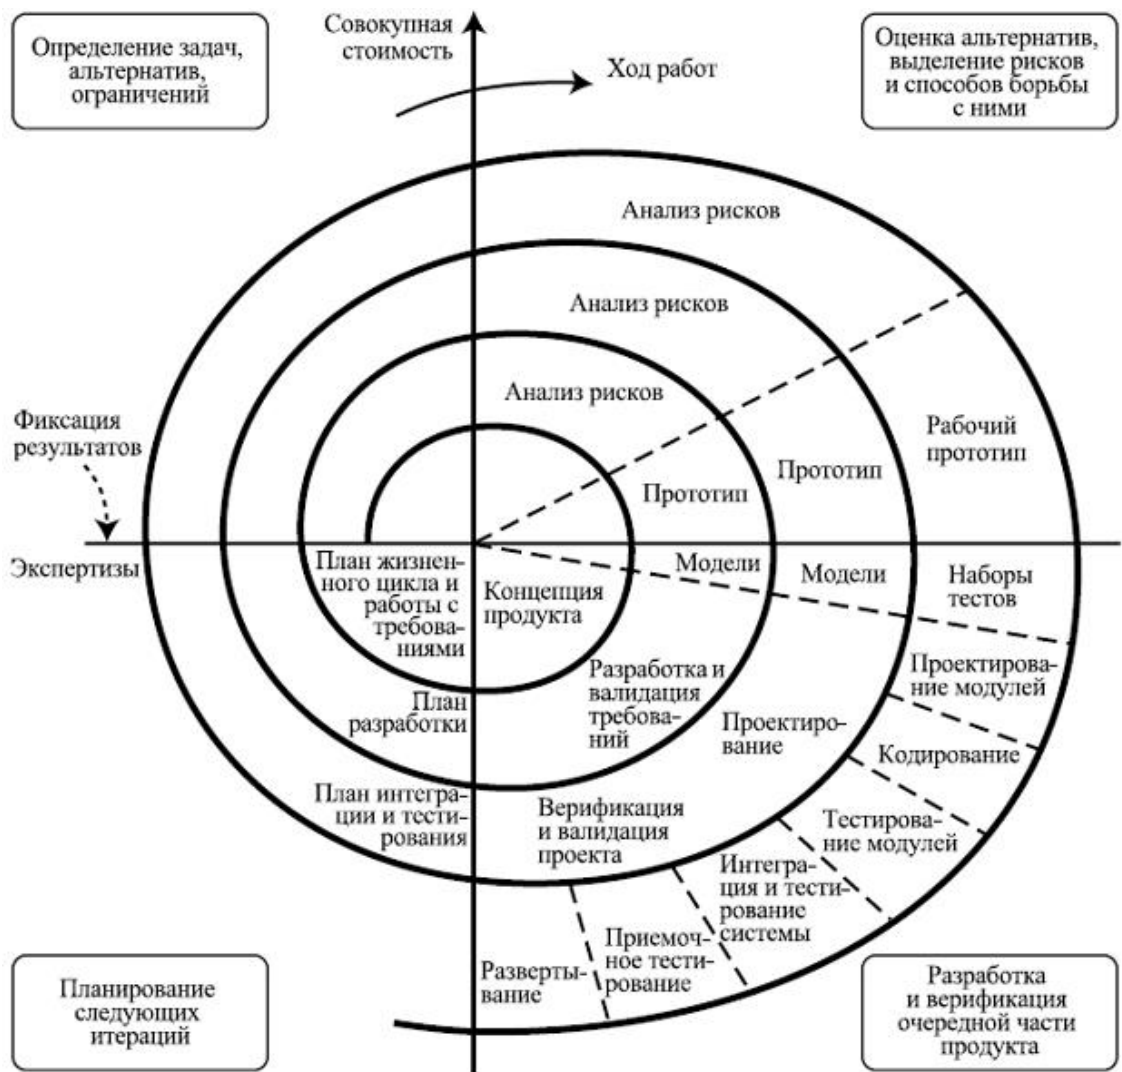 Определение задач,
альтернатив,
ограничений
Совокупная
стоимость
Ход работ
Оценка альтернатив,
выделение рисков
и способов борьбы
с ними
Анализ рисков
Анализ рисков
Анализ рисков
Фиксация
результатов
Рабочий
прототип
Прототип
Прототип
Экспертизы
План жизнен-
ного цикла и
работы с
требова-
ниями
Концепция
продукта
Модели
Модели
Наборы
тестов
План
разработки
Разработка и
валидация
требова-
ний
Проектиро-
вание
Проектирова-
ние модулей
Кодирование
План интегра-
ции и тести-
рования
Верификация
и валидация
проекта
Тестирова-
ние модулей
Интегра-
ция и тести-
рование
системы
Приемоч-
ное тести-
рование
Разверты-
вание
Планирование
следующих
итераций
Разработка
и верификация
очередной части
продукта